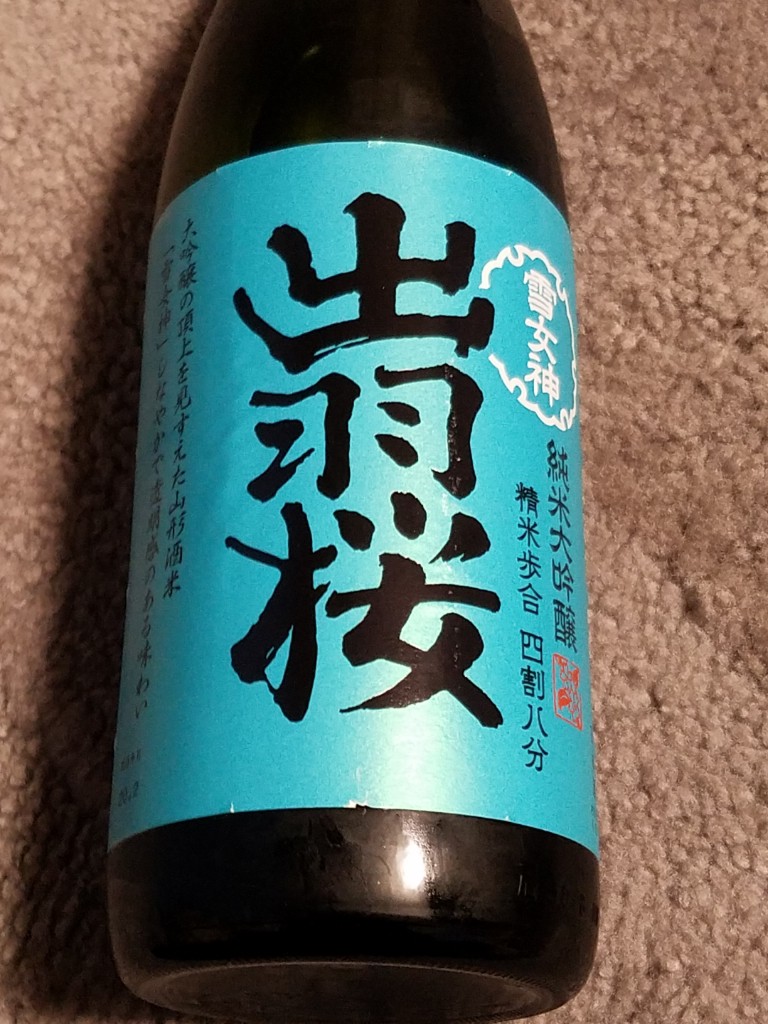 雪女神
純米大吟醸
精米歩合 四割八分
出羽桜
大吟醸の頂上を見すえた山形酒米
「雪女神」しなやかで透明感のある味わい
20.2